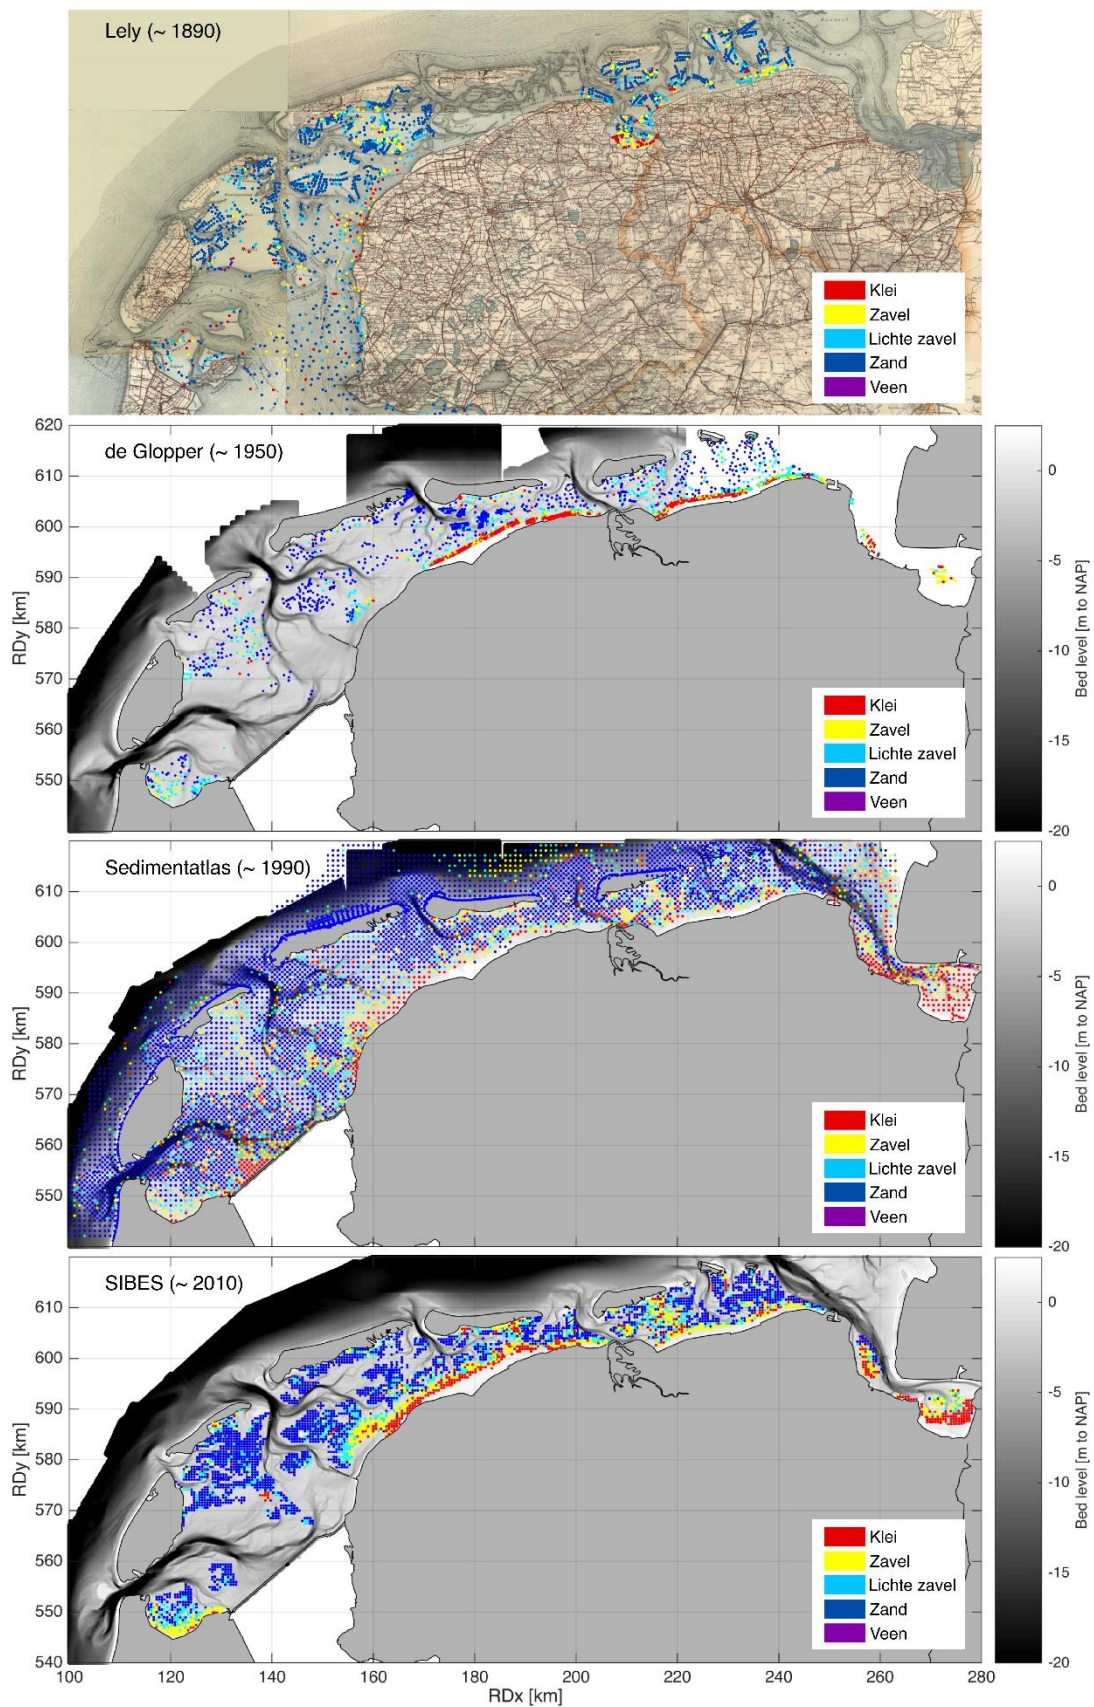 Lely (~ 1890)
Klei
Zavel
Lichte zavel
Zand
Veen
de Glopper (~ 1950)
620
610
600
590
580
570
560
550
RDy [km]
Klei
Zavel
Lichte zavel
Zand
Veen
0
-5
-10
-15
-20
Bed level [m to NAP]
Sedimentatlas (~ 1990)
610
600
590
580
570
560
550
RDy [km]
Klei
Zavel
Lichte zavel
Zand
Veen
0
-5
-10
-15
-20
Bed level [m to NAP]
SIBES (~ 2010)
610
600
590
580
570
560
550
540
RDy [km]
Klei
Zavel
Lichte zavel
Zand
Veen
0
-5
-10
-15
-20
Bed level [m to NAP]
100 120 140 160 180 200 220 240 260 280
RDx [km]